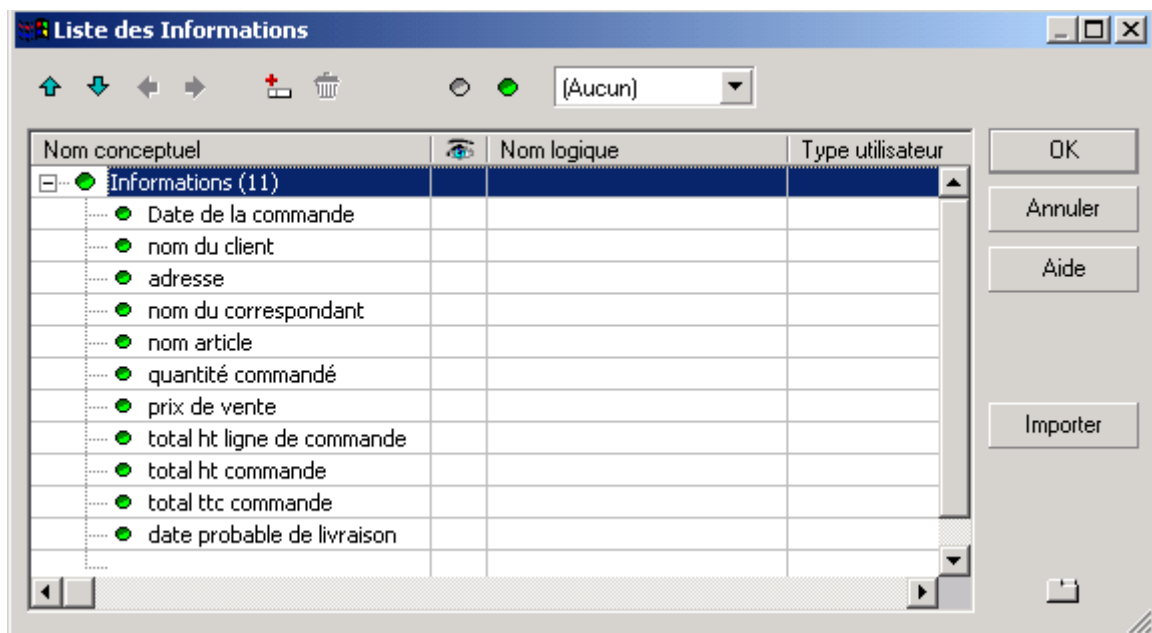 Liste des Informations
(Aucun)
Nom conceptuel Nom logique Type utilisateur
Informations (11)
Date de la commande
nom du client
adresse
nom du correspondant
nom article
quantité commandé
prix de vente
total ht ligne de commande
total ht commande
total ttc commande
date probable de livraison
OK
Annuler
Aide
Importer